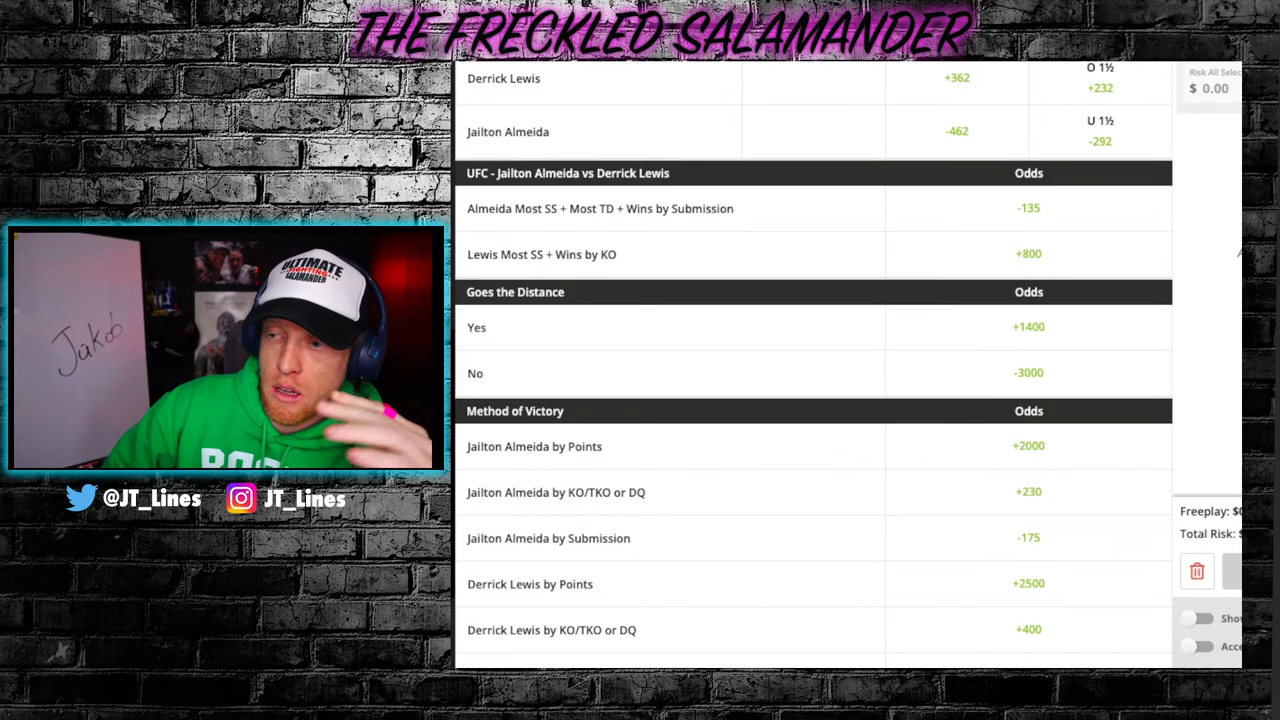 THE FRECKLED SALAMANDER
Derrick Lewis +362 O 1½ +232
Risk All Selec
$ 0.00
Jailton Almeida -462 U 1½ -292
UFC - Jailton Almeida vs Derrick Lewis Odds
Almeida Most SS + Most TD + Wins by Submission -135
Lewis Most SS + Wins by KO +800
Goes the Distance Odds
Yes +1400
No -3000
Method of Victory Odds
Jailton Almeida by Points +2000
Jailton Almeida by KO/TKO or DQ +230
Jailton Almeida by Submission -175
Derrick Lewis by Points +2500
Derrick Lewis by KO/TKO or DQ +400
Freeplay: $0
Total Risk: $
Show
Acce
ULTIMATE
FIGHTING
SALAMANDER
Jakob
@JT_Lines JT_Lines